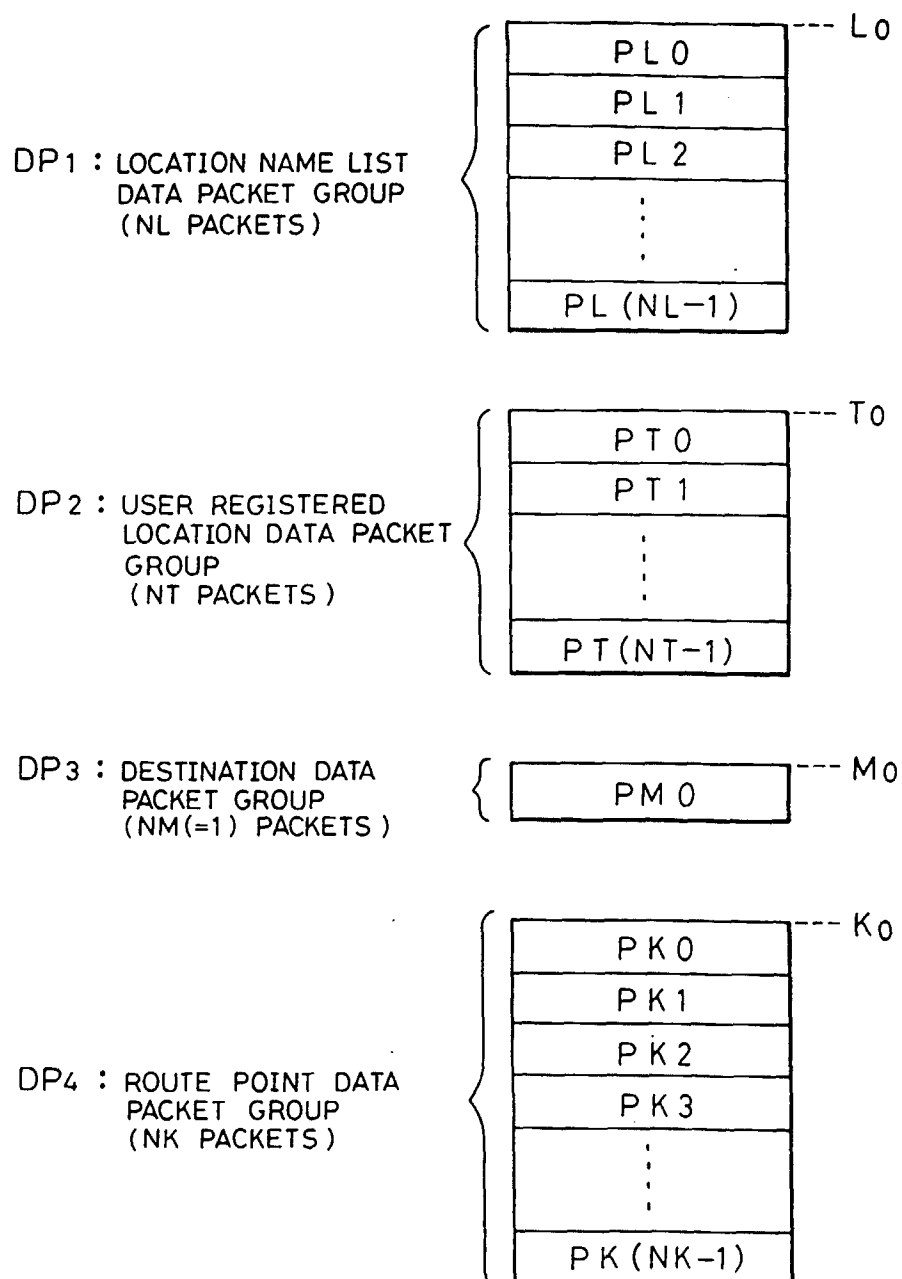 --- L0
PL0
PL1
PL2
PL(NL-1)
DP1 : LOCATION NAME LIST
DATA PACKET GROUP
(NL PACKETS)
--- T0
PT0
PT1
PT(NT-1)
DP2 : USER REGISTERED
LOCATION DATA PACKET
GROUP
(NT PACKETS)
--- M0
PM0
DP3 : DESTINATION DATA
PACKET GROUP
(NM(=1) PACKETS)
--- K0
PK0
PK1
PK2
PK3
PK(NK-1)
DP4 : ROUTE POINT DATA
PACKET GROUP
(NK PACKETS)